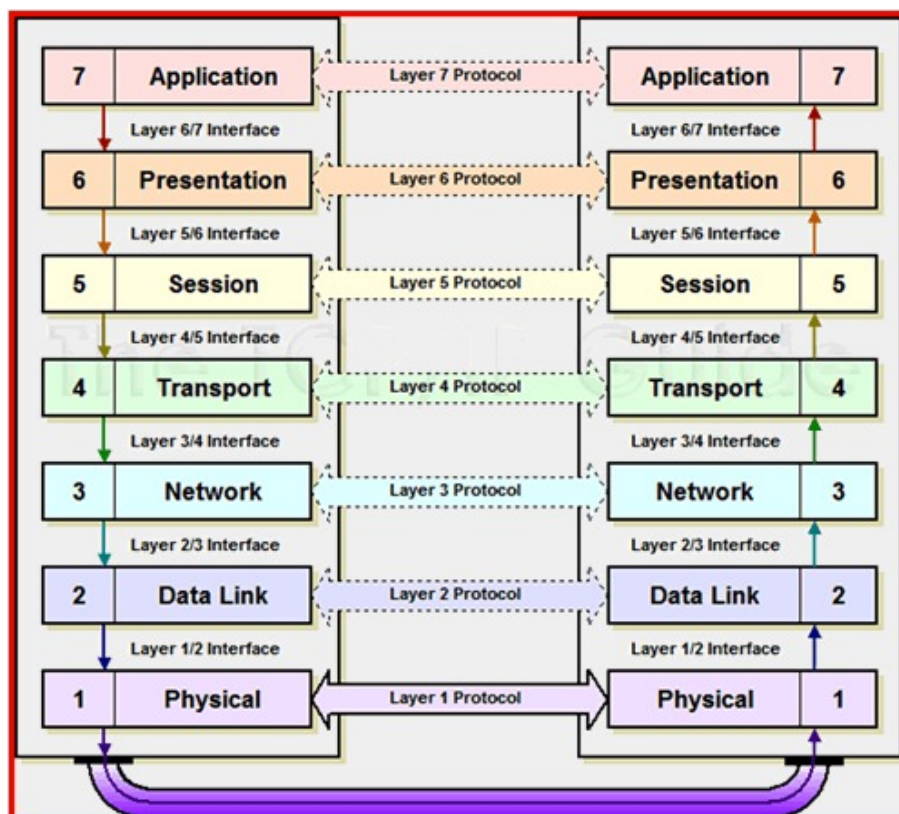 7 Application Layer 7 Protocol Application 7
Layer 6/7 Interface Layer 6/7 Interface
6 Presentation Layer 6 Protocol Presentation 6
Layer 5/6 Interface Layer 5/6 Interface
5 Session Layer 5 Protocol Session 5
The TCP/IP Guide
Layer 4/5 Interface Layer 4/5 Interface
4 Transport Layer 4 Protocol Transport 4
Layer 3/4 Interface Layer 3/4 Interface
3 Network Layer 3 Protocol Network 3
Layer 2/3 Interface Layer 2/3 Interface
2 Data Link Layer 2 Protocol Data Link 2
Layer 1/2 Interface Layer 1/2 Interface
1 Physical Layer 1 Protocol Physical 1